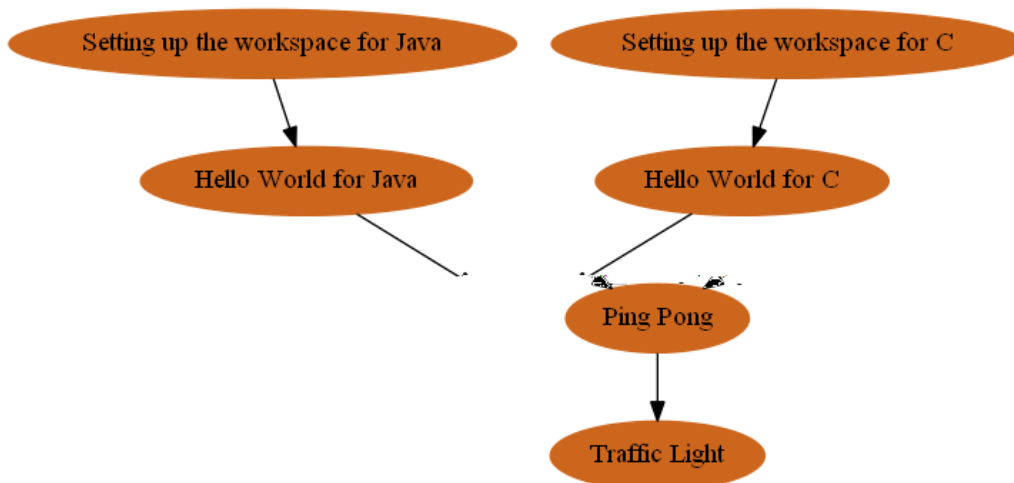 Setting up the workspace for Java
Setting up the workspace for C
Hello World for Java
Hello World for C
Ping Pong
Traffic Light